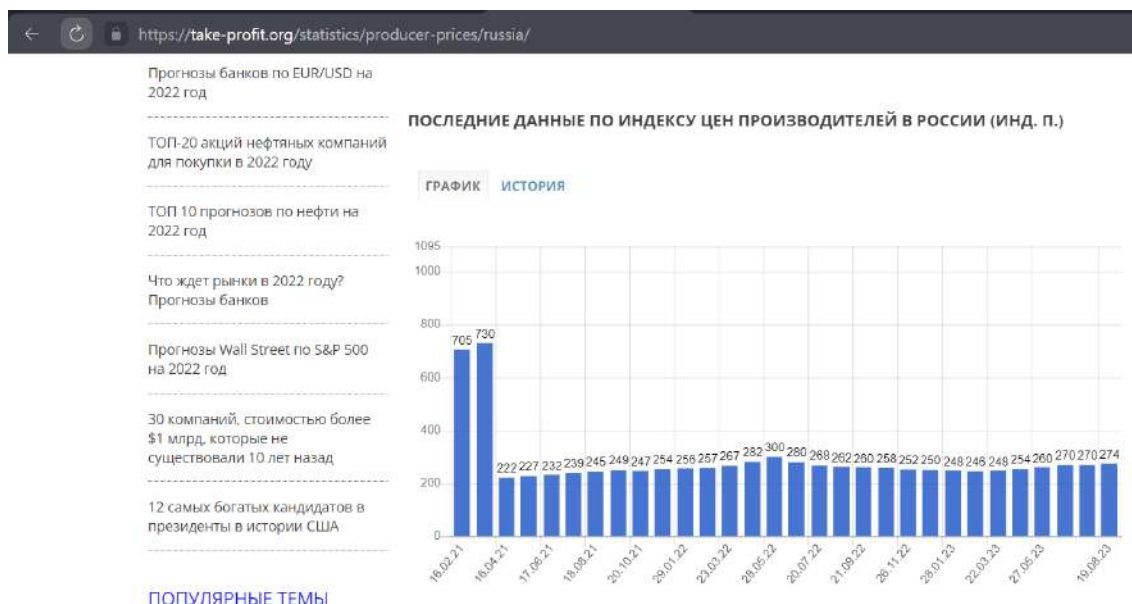 https://take-profit.org/statistics/producer-prices/russia/
Прогнозы банков по EUR/USD на
2022 год
ТОП-20 акций нефтяных компаний
для покупки в 2022 году
ТОП 10 прогнозов по нефти на
2022 год
Что ждет рынки в 2022 году?
Прогнозы банков
Прогнозы Wall Street по S&P 500
на 2022 год
30 компаний, стоимостью более
$1 млрд, которые не
существовали 10 лет назад
12 самых богатых кандидатов в
президенты в истории США
ПОПУЛЯРНЫЕ ТЕМЫ
ПОСЛЕДНИЕ ДАННЫЕ ПО ИНДЕКСУ ЦЕН ПРОИЗВОДИТЕЛЕЙ В РОССИИ (ИНД. П.)
ГРАФИК ИСТОРИЯ
1095
1000
800
600
400
200
0
705 730 222 227 232 239 245 249 247 254 256 257 267 282 300 280 268 262 260 258 252 250 248 246 248 254 260 270 270 274
16.02.21 16.04.21 17.06.21 18.08.21 20.10.21 29.01.22 23.03.22 28.05.22 20.07.22 21.09.22 26.11.22 28.01.23 22.03.23 27.05.23 19.08.23